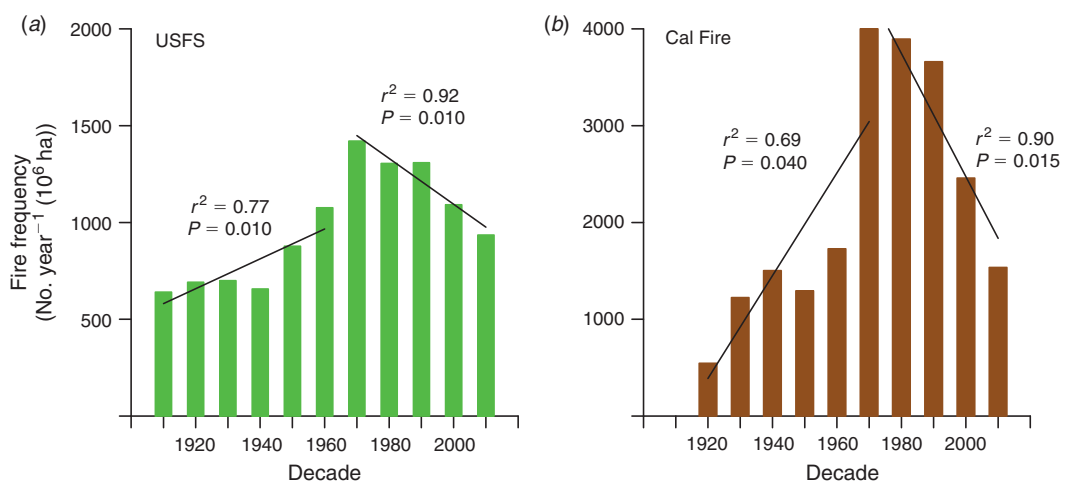 (a)
USFS
2000
1500
1000
500
Fire frequency
(No. year⁻¹ (10⁶ ha))
r² = 0.77
P = 0.010
r² = 0.92
P = 0.010
1920 1940 1960 1980 2000
Decade
(b)
Cal Fire
4000
3000
2000
1000
r² = 0.69
P = 0.040
r² = 0.90
P = 0.015
1920 1940 1960 1980 2000
Decade